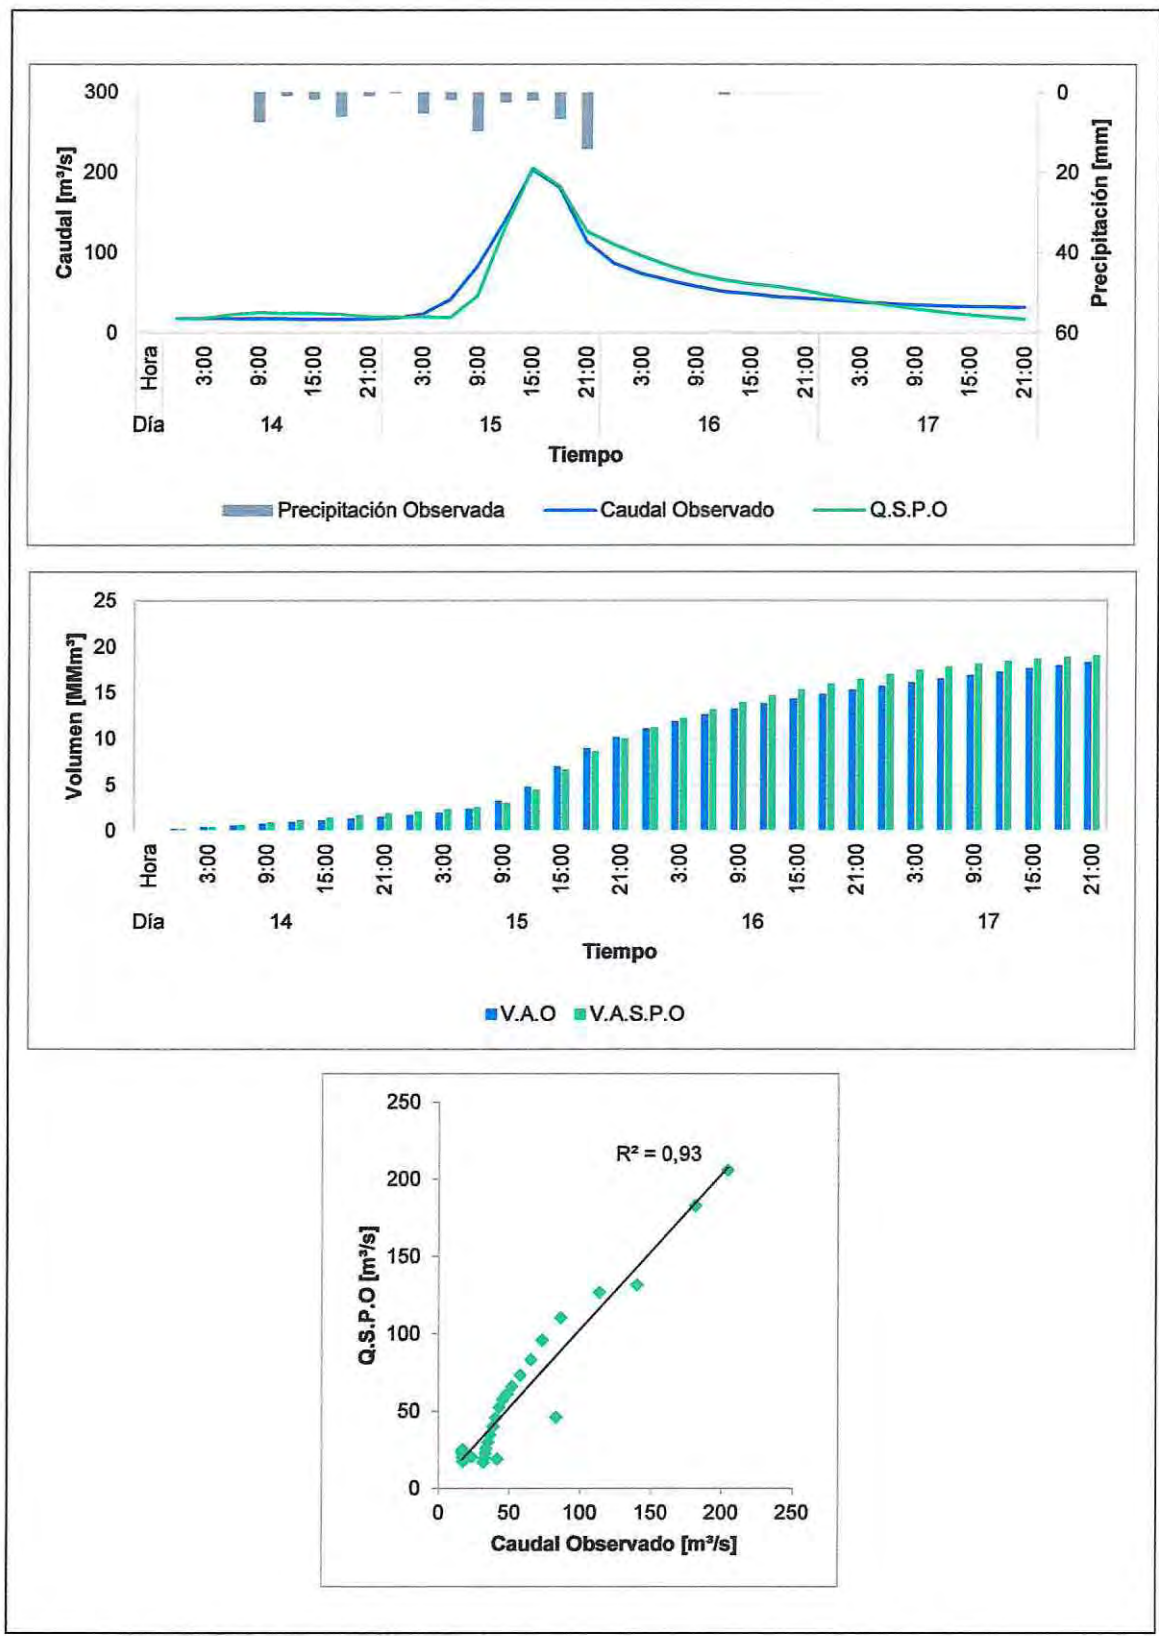 300
200
100
0
Caudal [m³/s]
0
20
40
60
Precipitación [mm]
Hora 3:00 9:00 15:00 21:00 3:00 9:00 15:00 21:00 3:00 9:00 15:00 21:00 3:00 9:00 15:00 21:00
Día 14 15 16 17
Tiempo
Precipitación Observada Caudal Observado Q.S.P.O
25
20
15
10
5
0
Volumen [MMm³]
Hora 3:00 9:00 15:00 21:00 3:00 9:00 15:00 21:00 3:00 9:00 15:00 21:00 3:00 9:00 15:00 21:00
Día 14 15 16 17
Tiempo
V.A.O V.A.S.P.O
250
200
150
100
50
0
Q.S.P.O [m³/s]
R² = 0,93
0 50 100 150 200 250
Caudal Observado [m³/s]